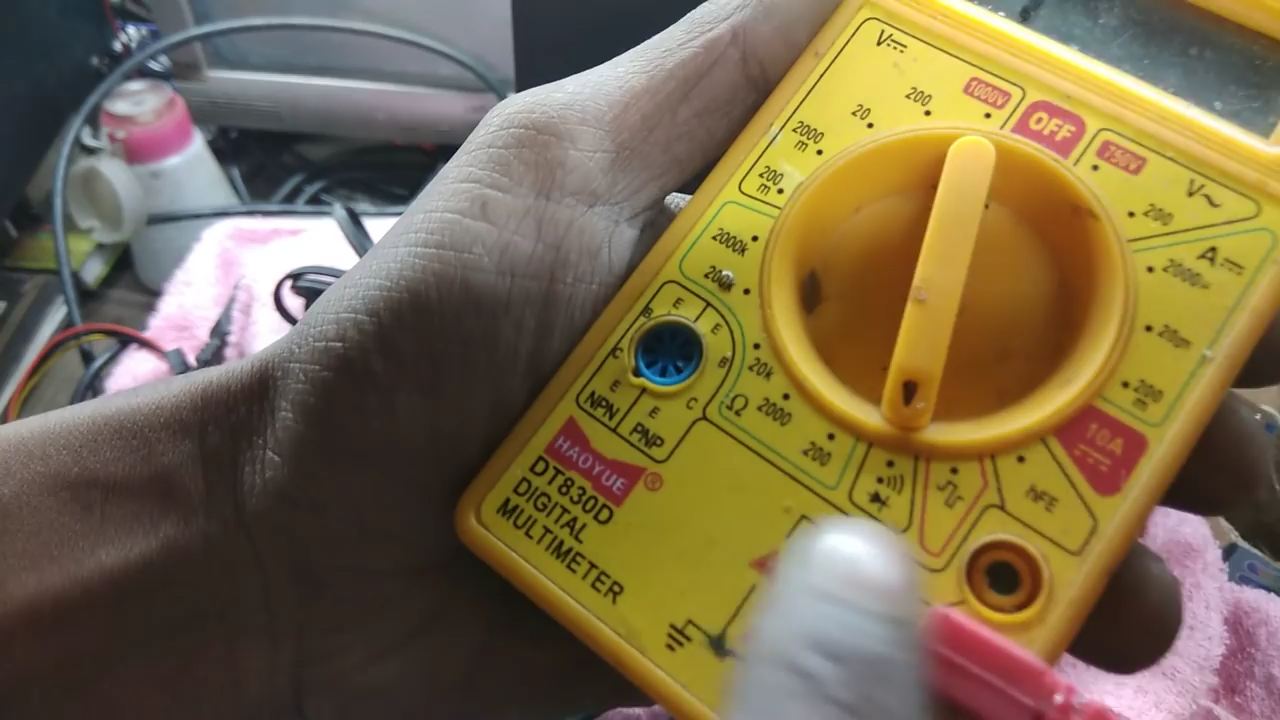 V
1000V
OFF
750V
V~
200
20
2000
m
200
m
200
A
2000µ
20m
200
m
10A
2000k
200k
20k
Ω
2000
200
hFE
E
B
C
E
NPN
E
B
C
E
PNP
HAOYUE®
DT830D
DIGITAL
MULTIMETER